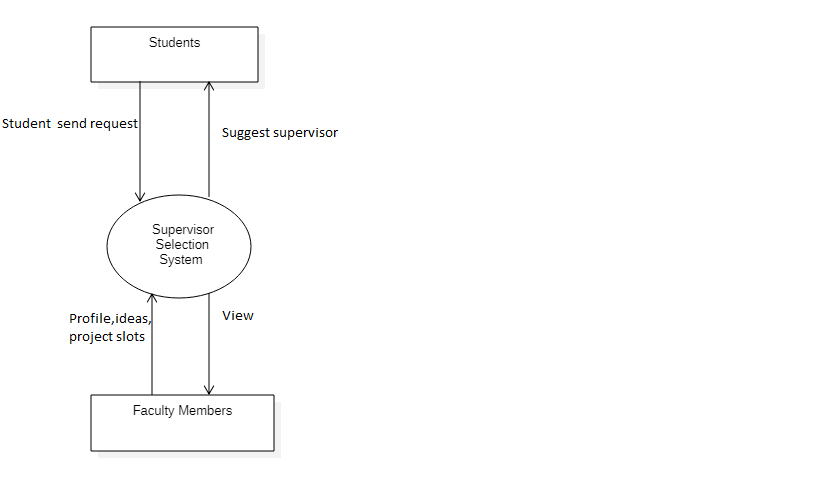 Students
Student  send request
Suggest supervisor
Supervisor
Selection
System
Profile,ideas,
project slots
View
Faculty Members